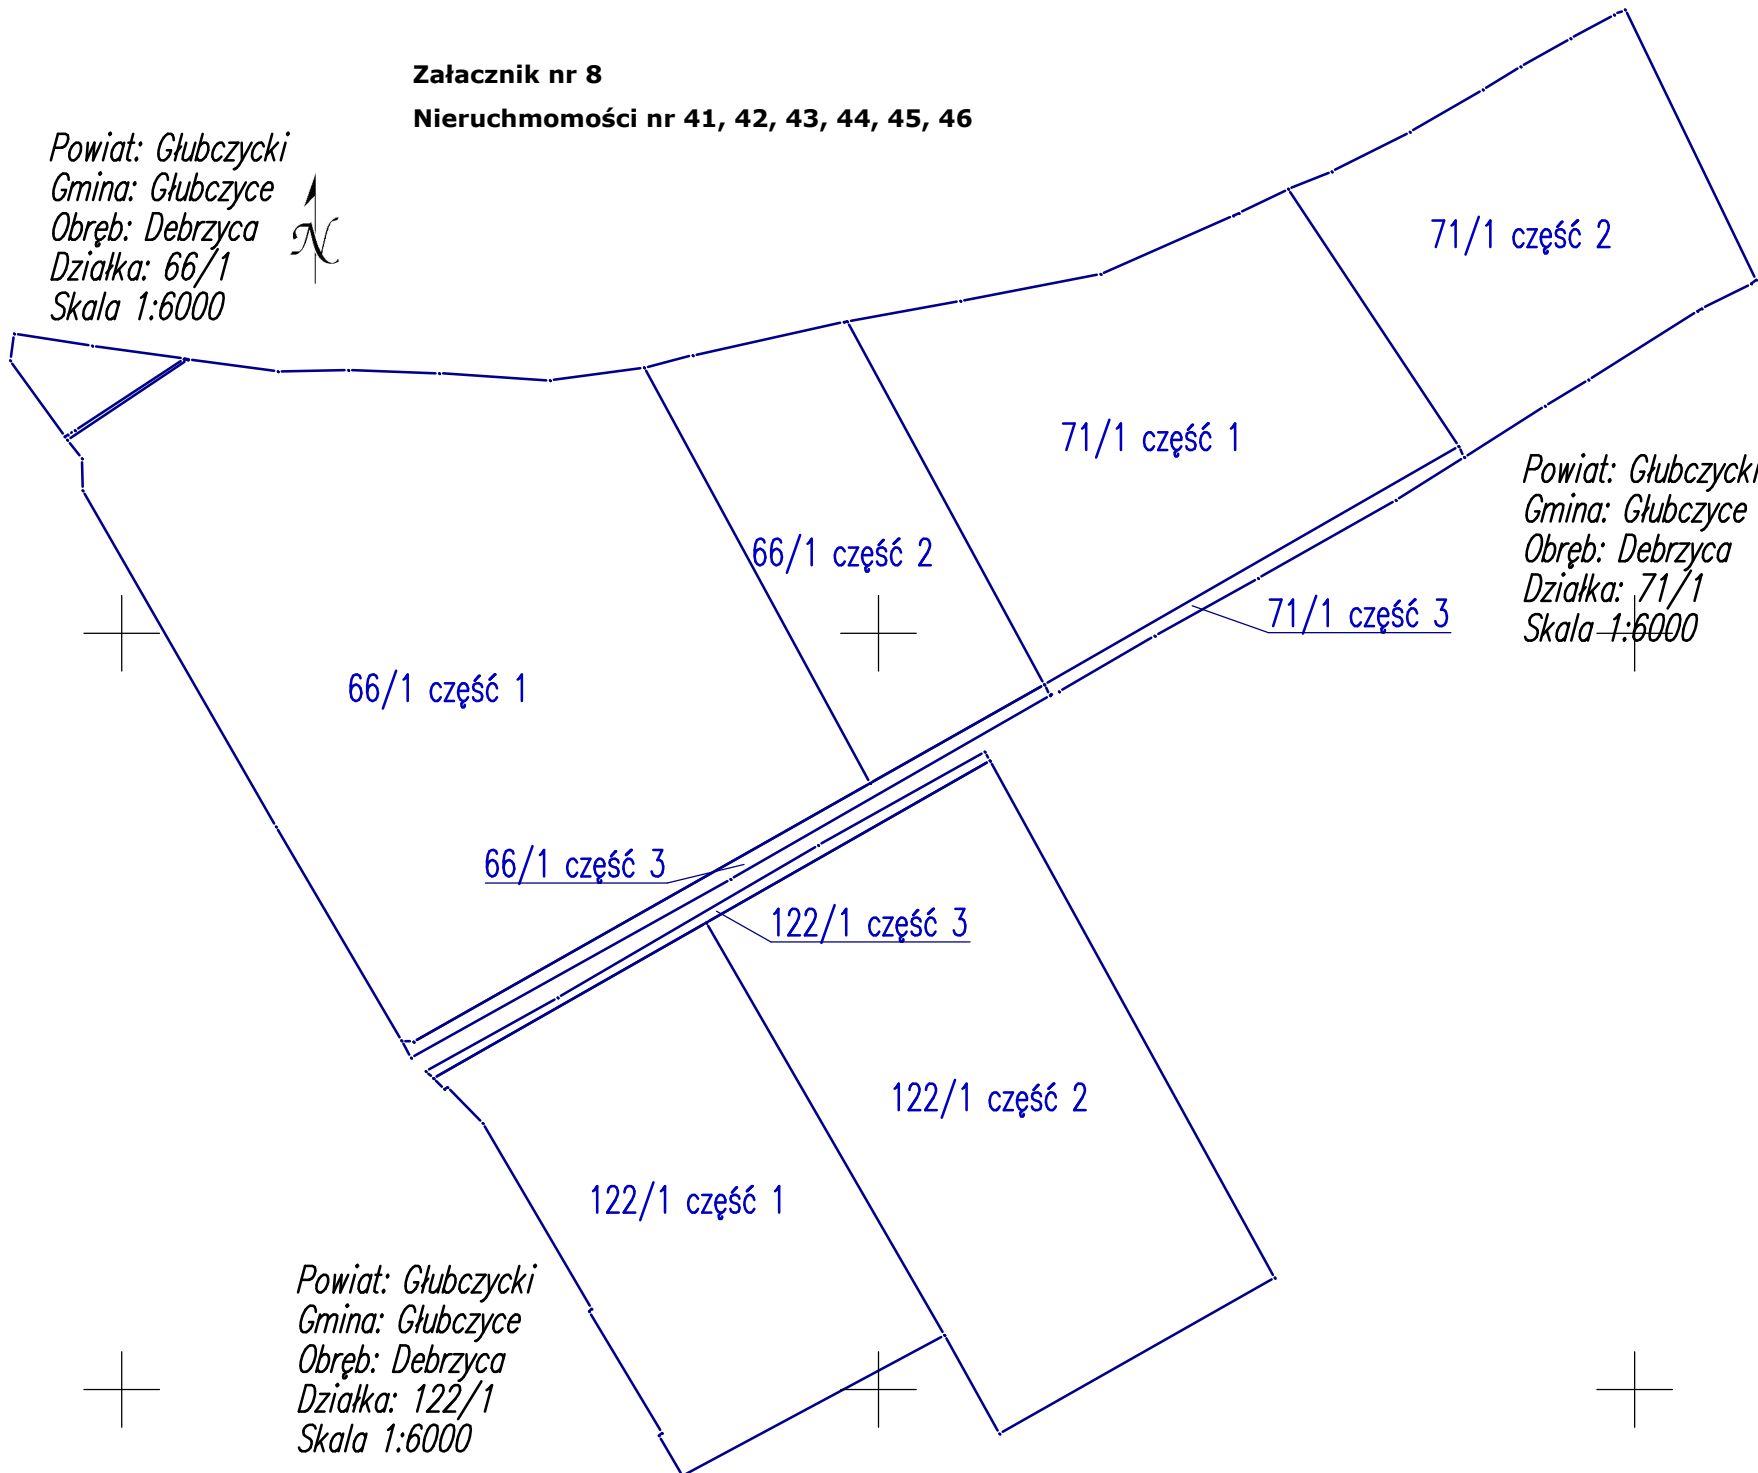 Załacznik nr 8
Nieruchmomości nr 41, 42, 43, 44, 45, 46
Powiat: Głubczycki
Gmina: Głubczyce
Obręb: Debrzyca
Działka: 66/1
Skala 1:6000
N
71/1 część 2
71/1 część 1
Powiat: Głubczycki
Gmina: Głubczyce
Obręb: Debrzyca
Działka: 71/1
Skala 1:6000
66/1 część 2
71/1 część 3
66/1 część 1
66/1 część 3
122/1 część 3
122/1 część 2
122/1 część 1
Powiat: Głubczycki
Gmina: Głubczyce
Obręb: Debrzyca
Działka: 122/1
Skala 1:6000